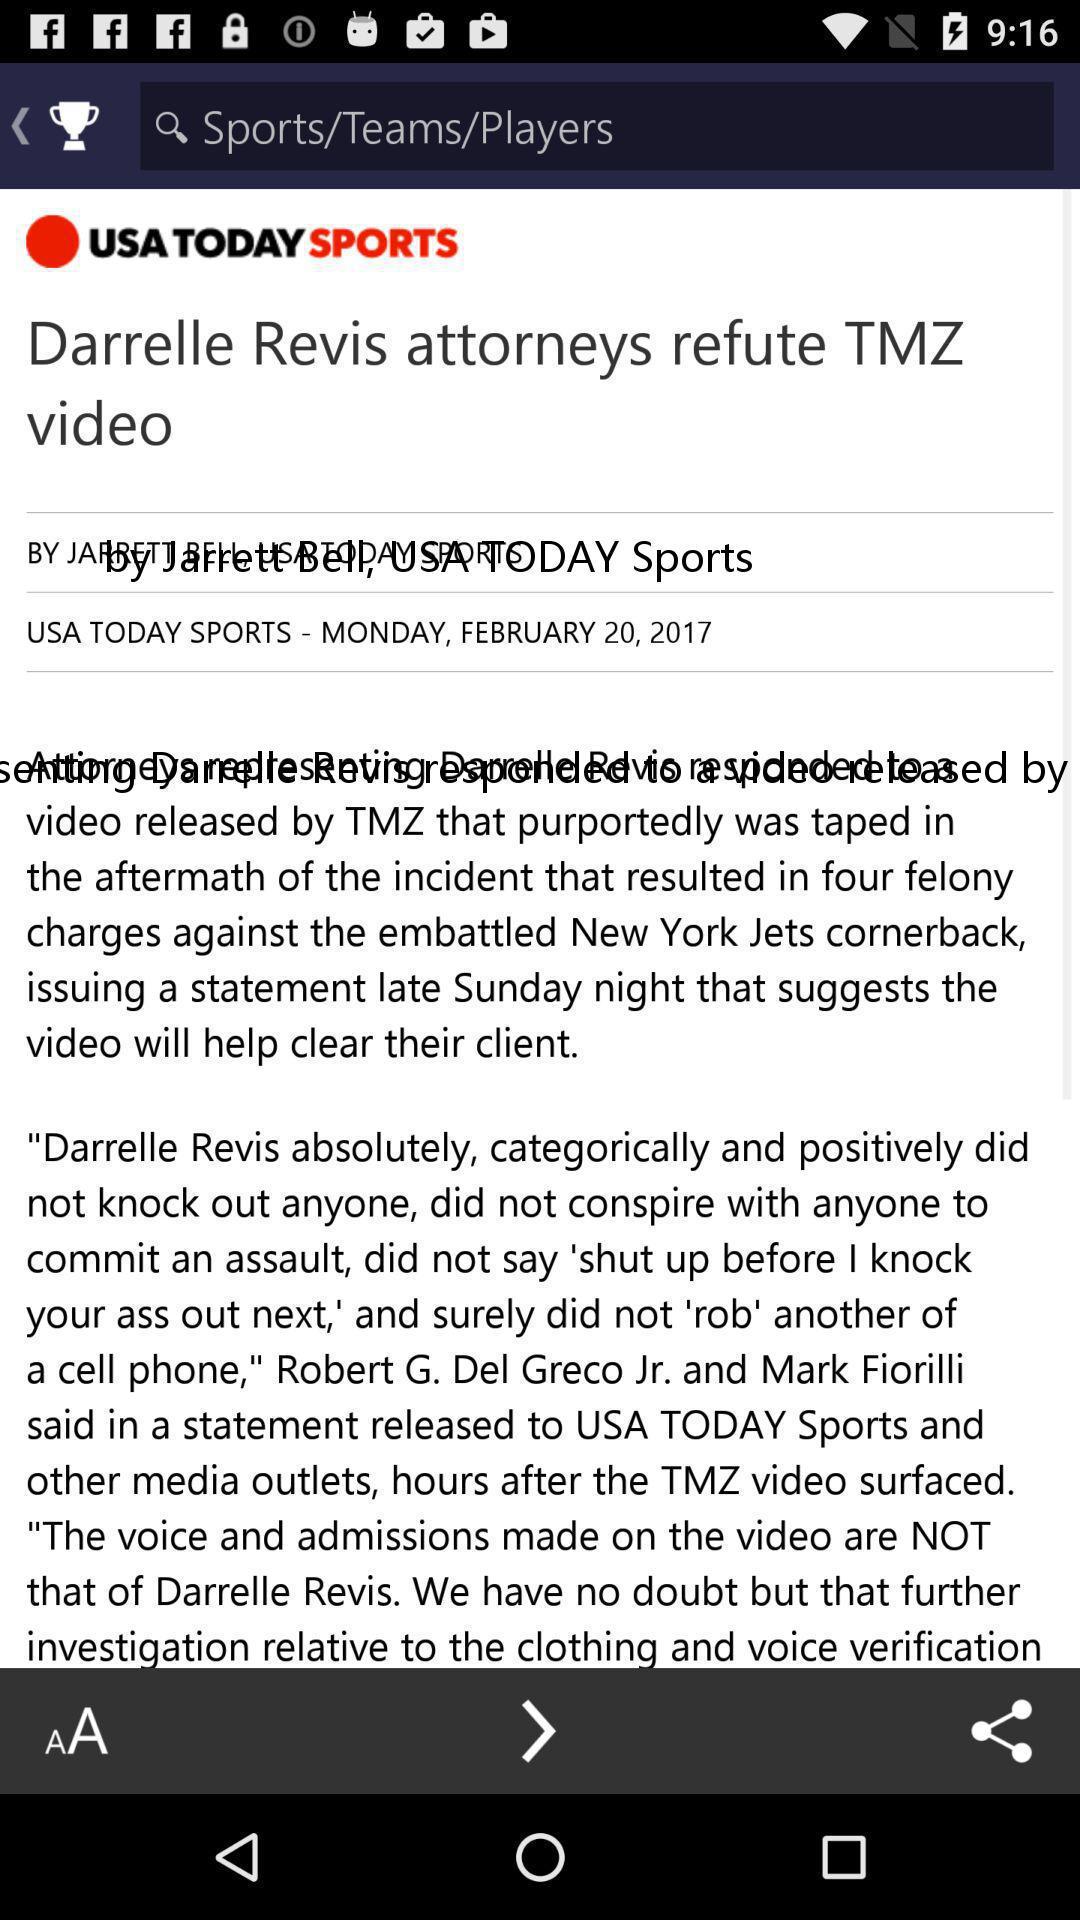 9:16
Sports/Teams/Players
USA TODAY SPORTS
Darrelle Revis attorneys refute TMZ
video
BY JARRETT BELL, USA TODAY SPORTS
by Jarrett Bell, USA TODAY Sports
USA TODAY SPORTS - MONDAY, FEBRUARY 20, 2017
Attorneys representing Darrelle Revis responded to a
senting Darrelle Revis responded to a video released by
video released by TMZ that purportedly was taped in
the aftermath of the incident that resulted in four felony
charges against the embattled New York Jets cornerback,
issuing a statement late Sunday night that suggests the
video will help clear their client.
"Darrelle Revis absolutely, categorically and positively did
not knock out anyone, did not conspire with anyone to
commit an assault, did not say 'shut up before I knock
your ass out next,' and surely did not 'rob' another of
a cell phone," Robert G. Del Greco Jr. and Mark Fiorilli
said in a statement released to USA TODAY Sports and
other media outlets, hours after the TMZ video surfaced.
"The voice and admissions made on the video are NOT
that of Darrelle Revis. We have no doubt but that further
investigation relative to the clothing and voice verification
AA